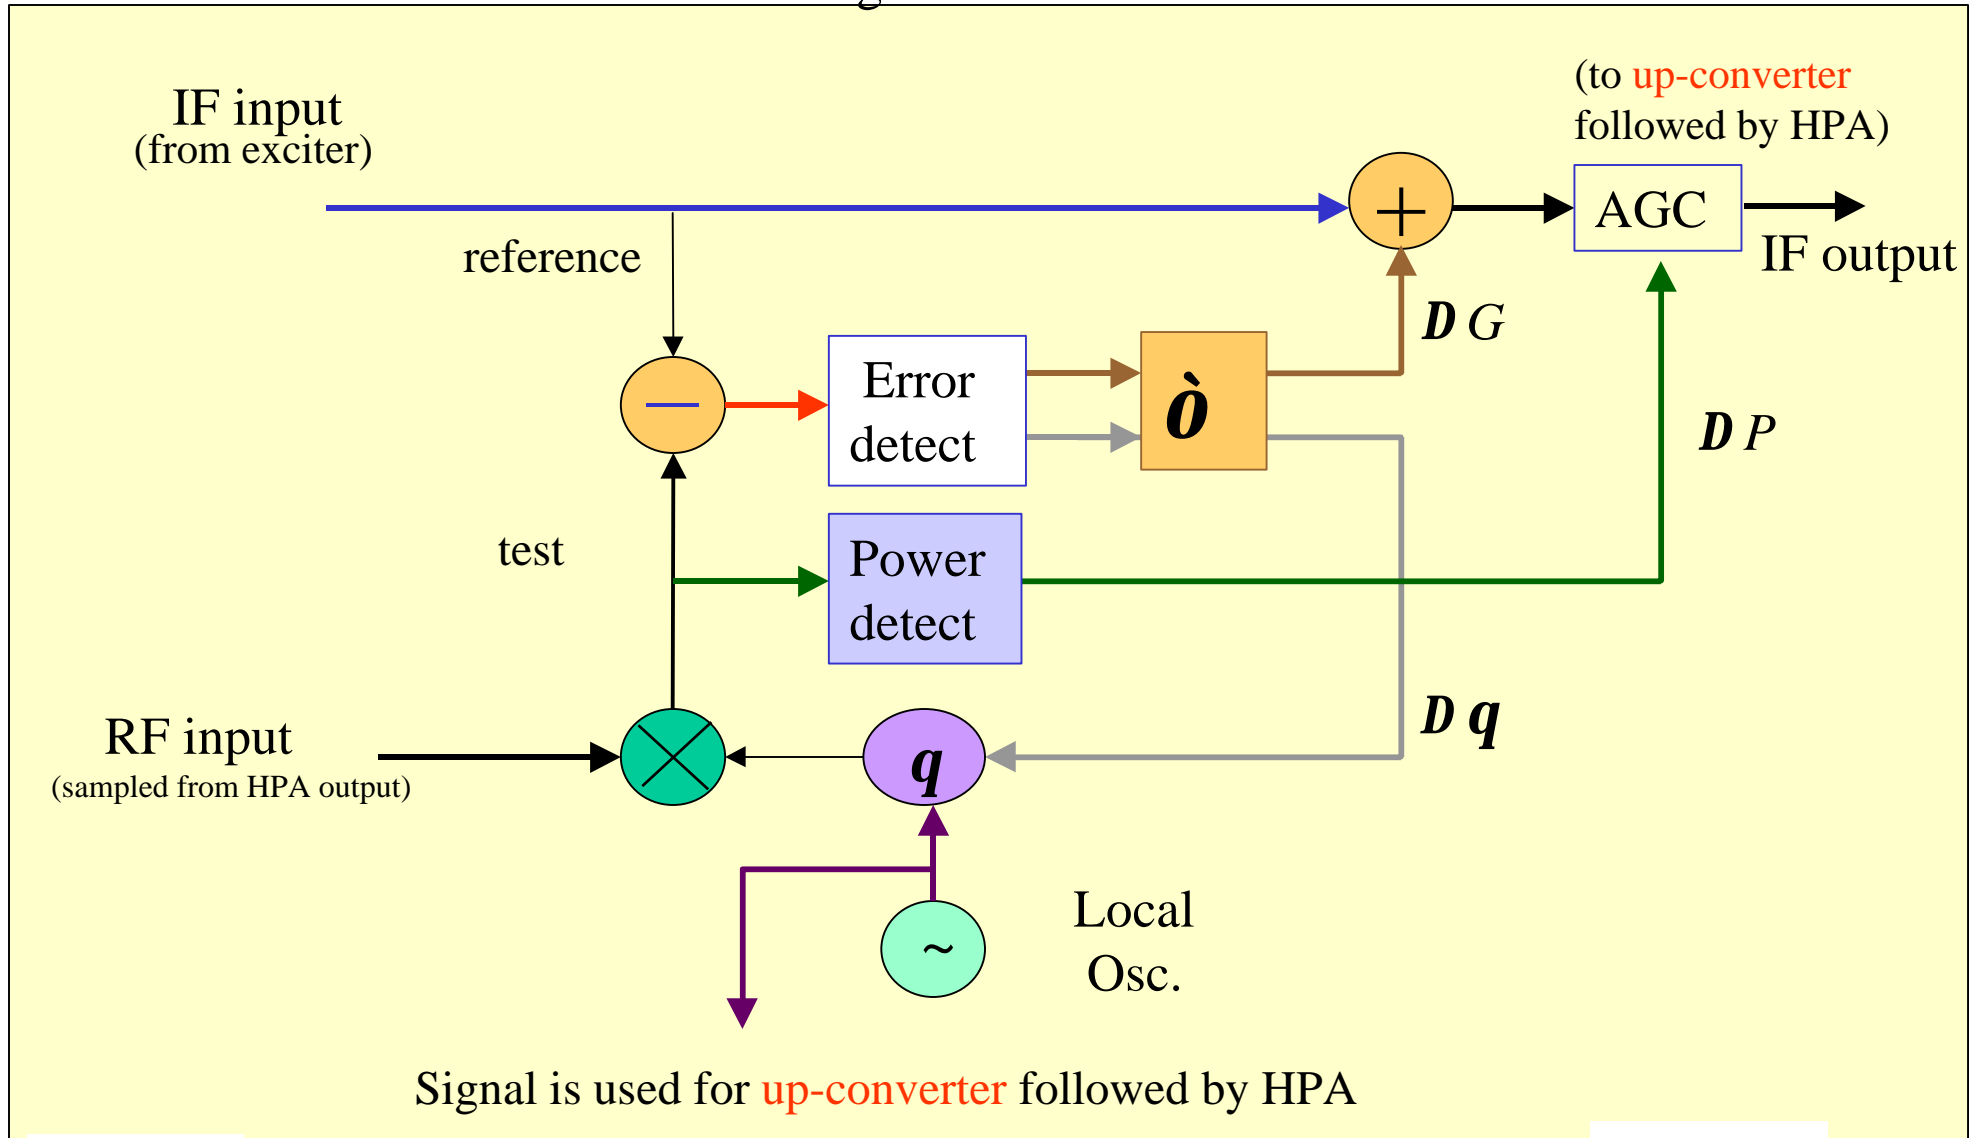 (to up-converter
followed by HPA)
IF input
(from exciter)
+
AGC
IF output
reference
D G
Error
detect
ò
D P
test
Power
detect
RF input
(sampled from HPA output)
q
D q
~
Local
Osc.
Signal is used for up-converter followed by HPA